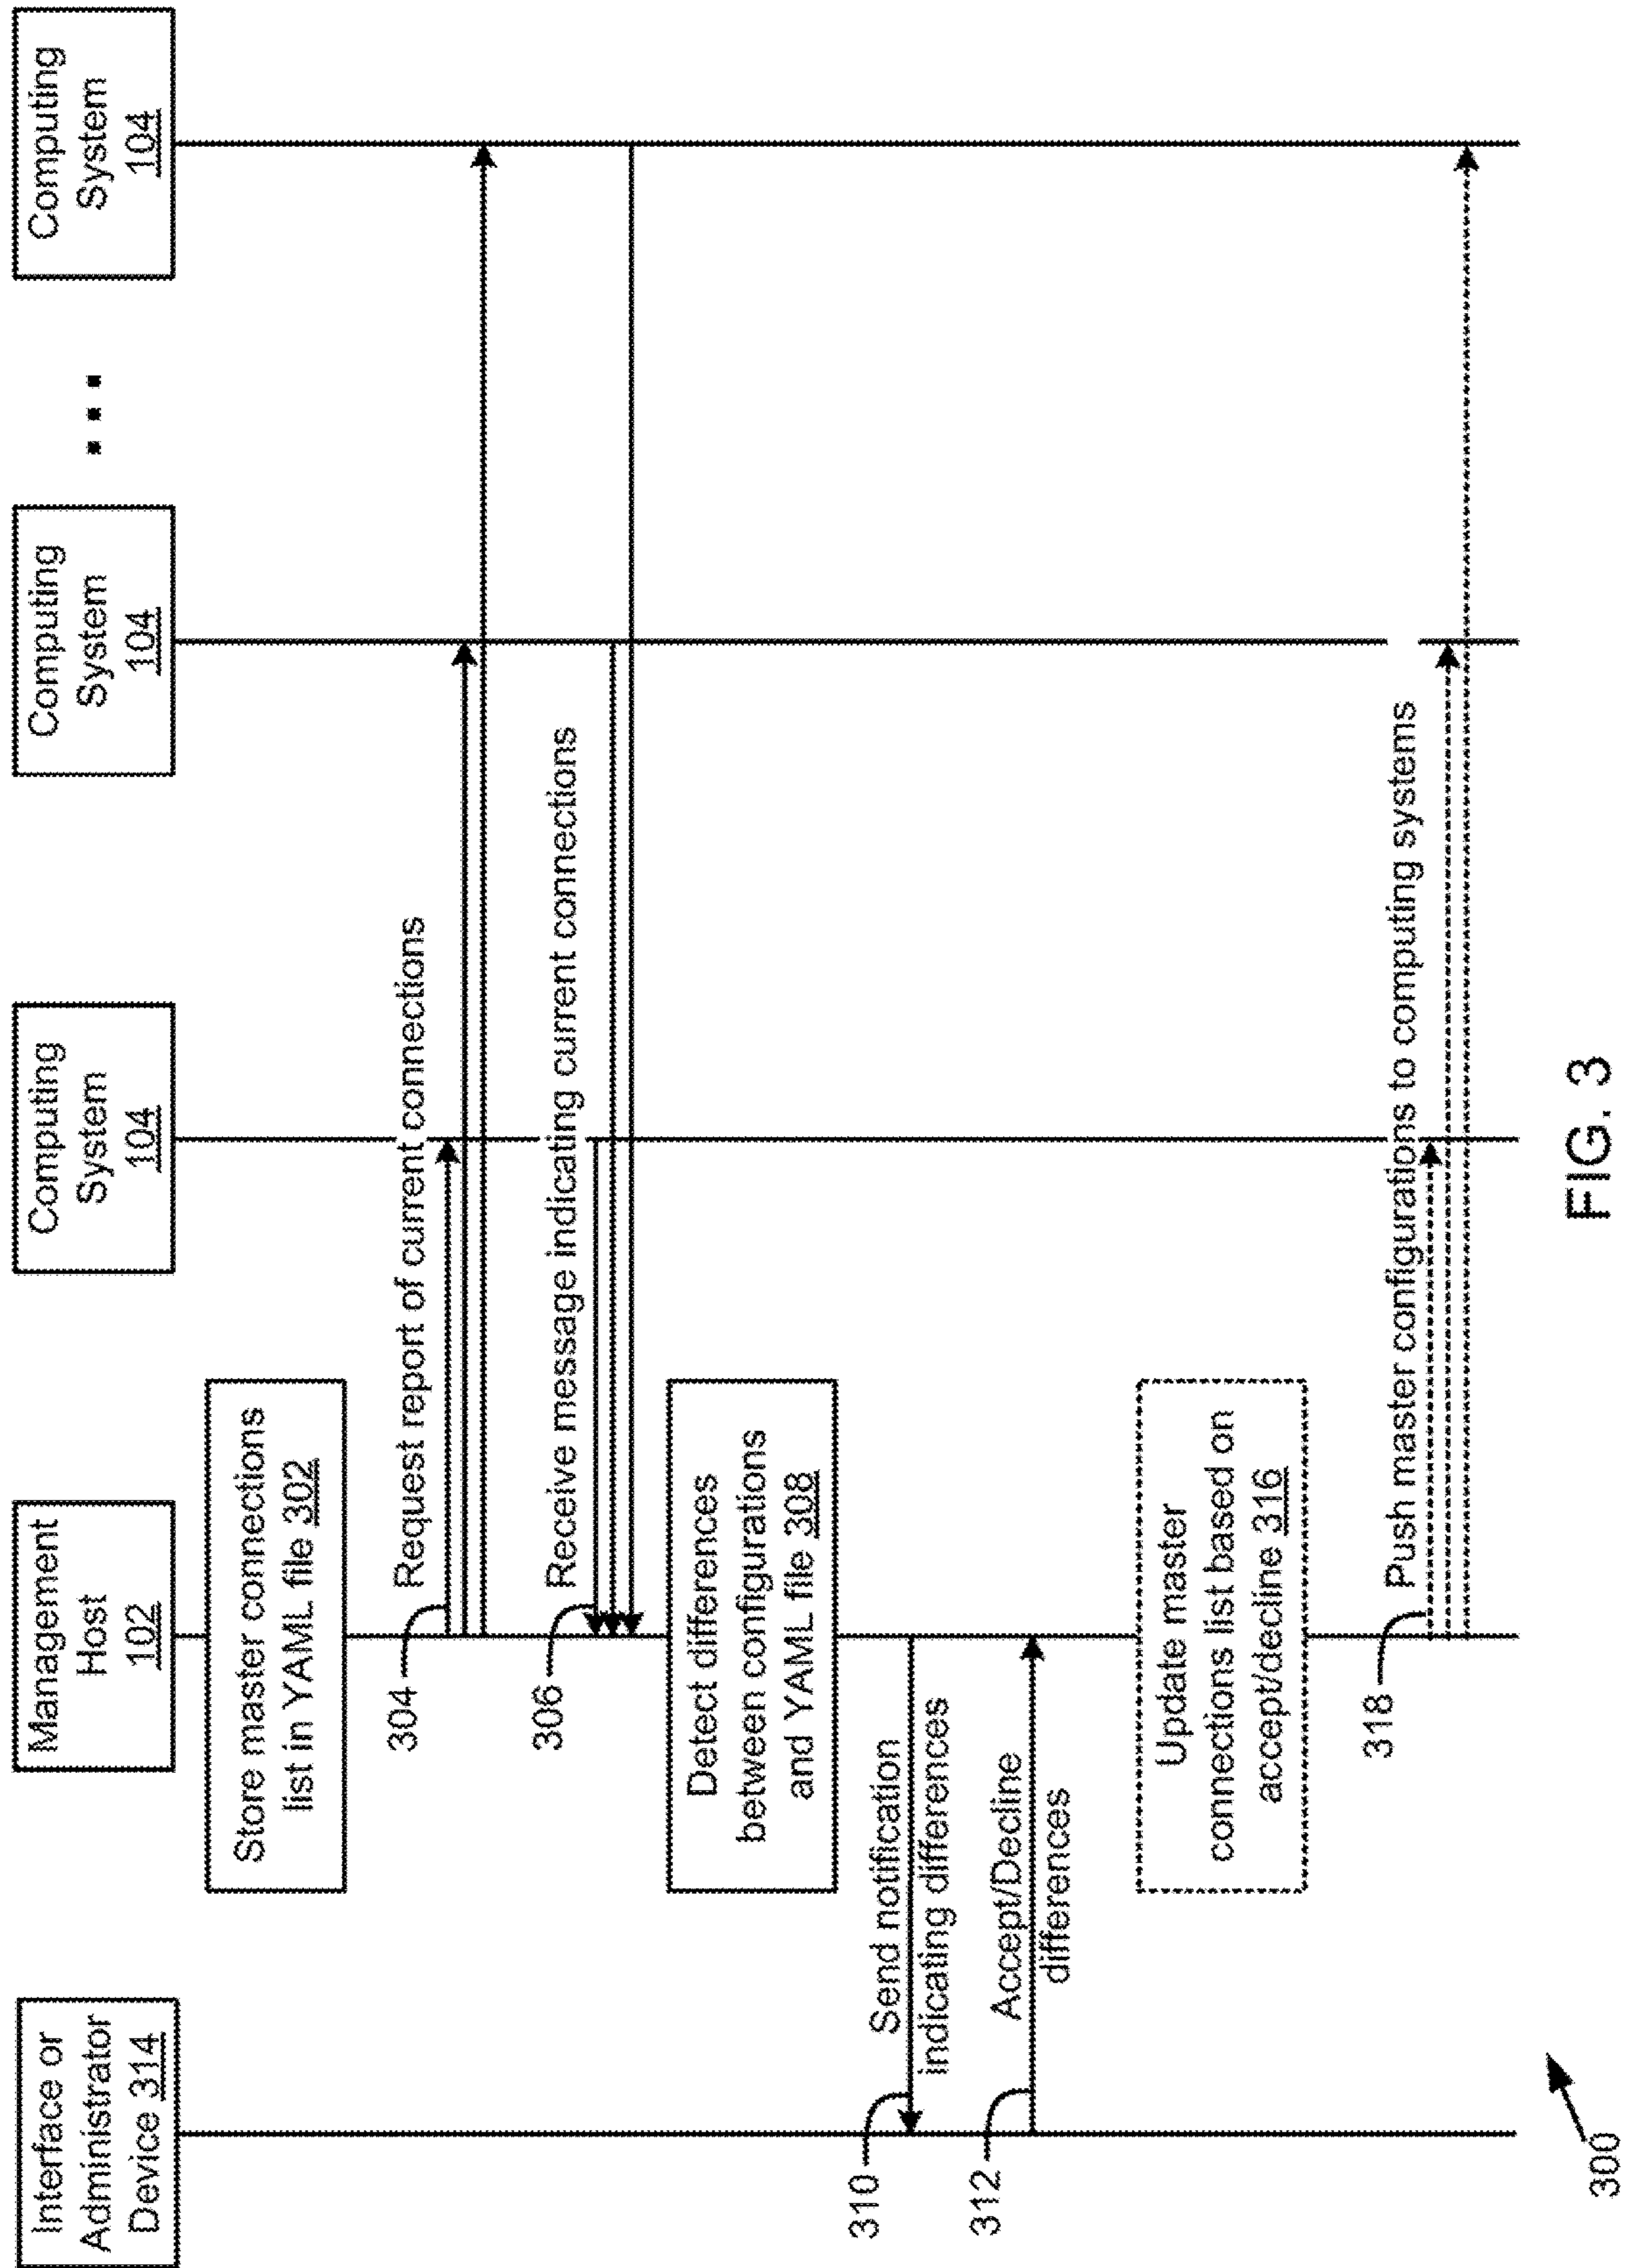 Interface or
Administrator
Device 314
Management
Host
102
Computing
System
104
Computing
System
104
...
Computing
System
104
Store master connections
list in YAML file 302
304
Request report of current connections
306
Receive message indicating current connections
Detect differences
between configurations
and YAML file 308
310
Send notification
indicating differences
312
Accept/Decline
differences
Update master
connections list based on
accept/decline 316
318
Push master configurations to computing systems
300
FIG. 3